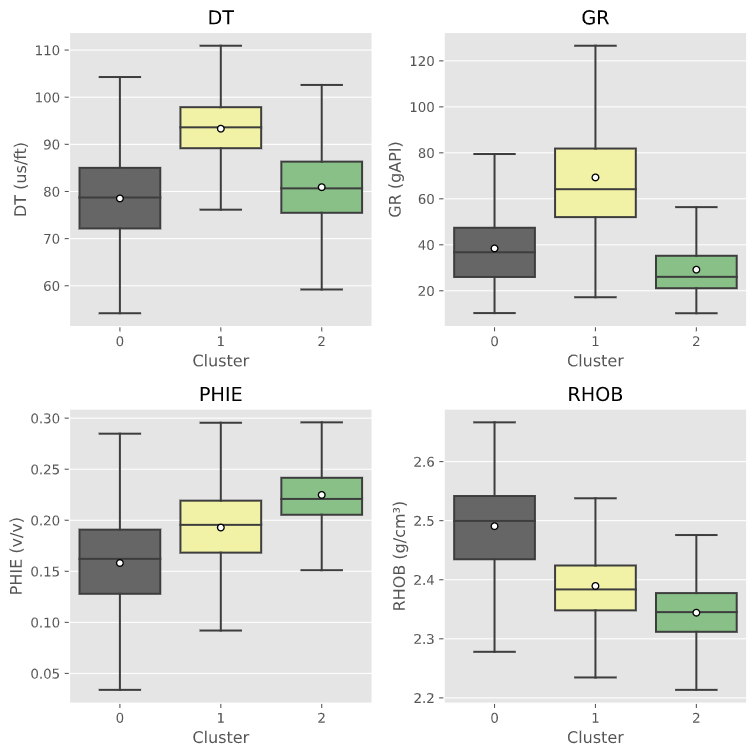 DT
DT (us/ft)
110
100
90
80
70
60
0 1 2
Cluster
GR
GR (gAPI)
120
100
80
60
40
20
0 1 2
Cluster
PHIE
PHIE (v/v)
0.30
0.25
0.20
0.15
0.10
0.05
0 1 2
Cluster
RHOB
RHOB (g/cm³)
2.6
2.5
2.4
2.3
2.2
0 1 2
Cluster